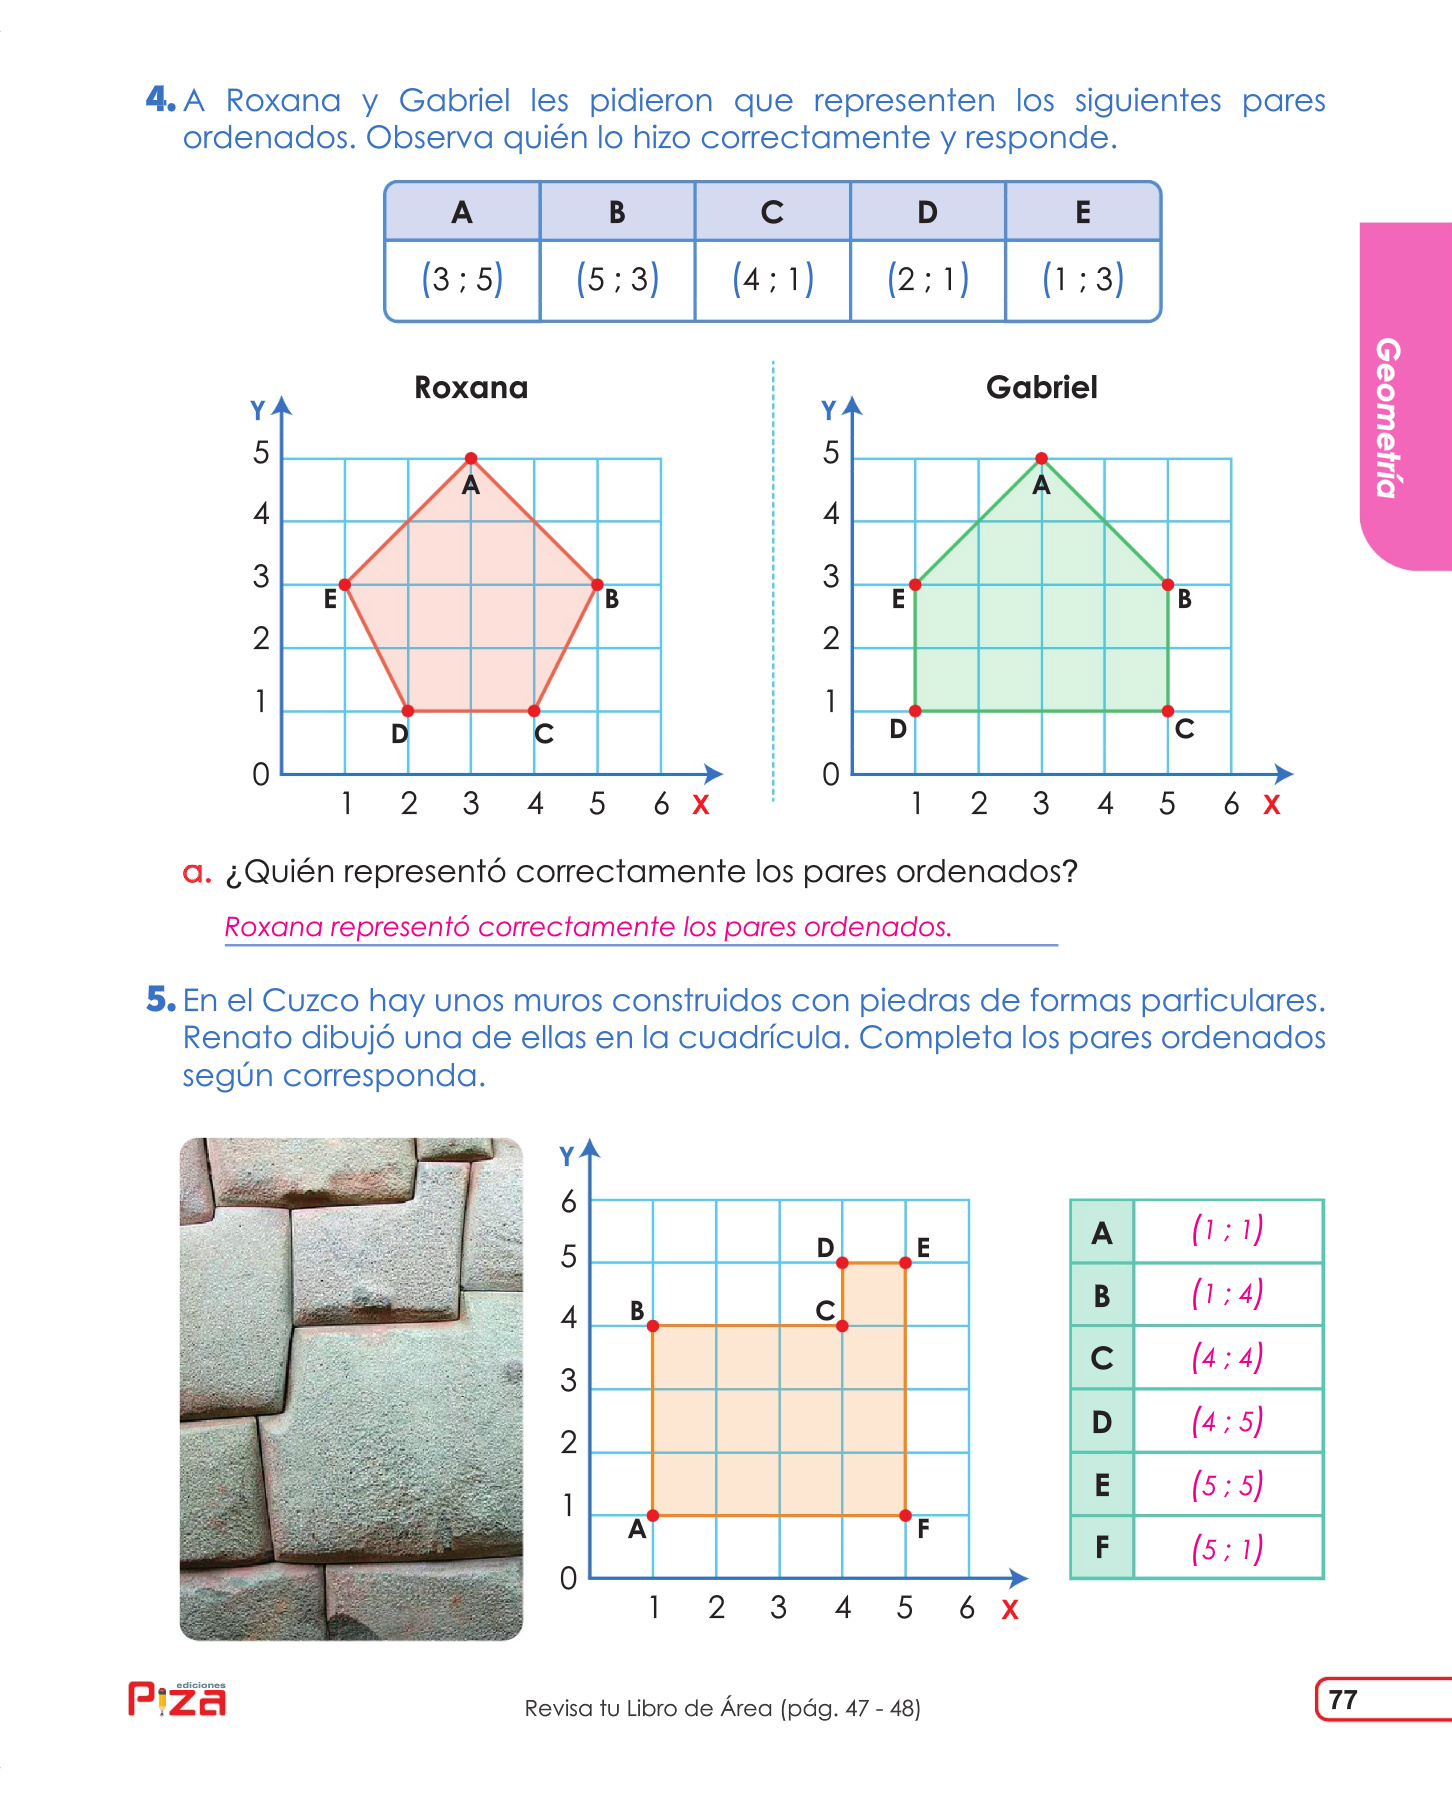 4. A Roxana y Gabriel les pidieron que representen los siguientes pares
ordenados. Observa quién lo hizo correctamente y responde.
A B C D E
(3 ; 5) (5 ; 3) (4 ; 1) (2 ; 1) (1 ; 3)
Geometría
Roxana
Y
5
4
3
2
1
0
1 2 3 4 5 6 X
A
B
C
D
E
Gabriel
Y
5
4
3
2
1
0
1 2 3 4 5 6 X
A
B
C
D
E
a. ¿Quién representó correctamente los pares ordenados?
Roxana representó correctamente los pares ordenados.
5. En el Cuzco hay unos muros construidos con piedras de formas particulares.
Renato dibujó una de ellas en la cuadrícula. Completa los pares ordenados
según corresponda.
Y
6
5
4
3
2
1
0
1 2 3 4 5 6 X
D E
B C
A F
A (1 ; 1)
B (1 ; 4)
C (4 ; 4)
D (4 ; 5)
E (5 ; 5)
F (5 ; 1)
ediciones
Piza
Revisa tu Libro de Área (pág. 47 - 48)
77